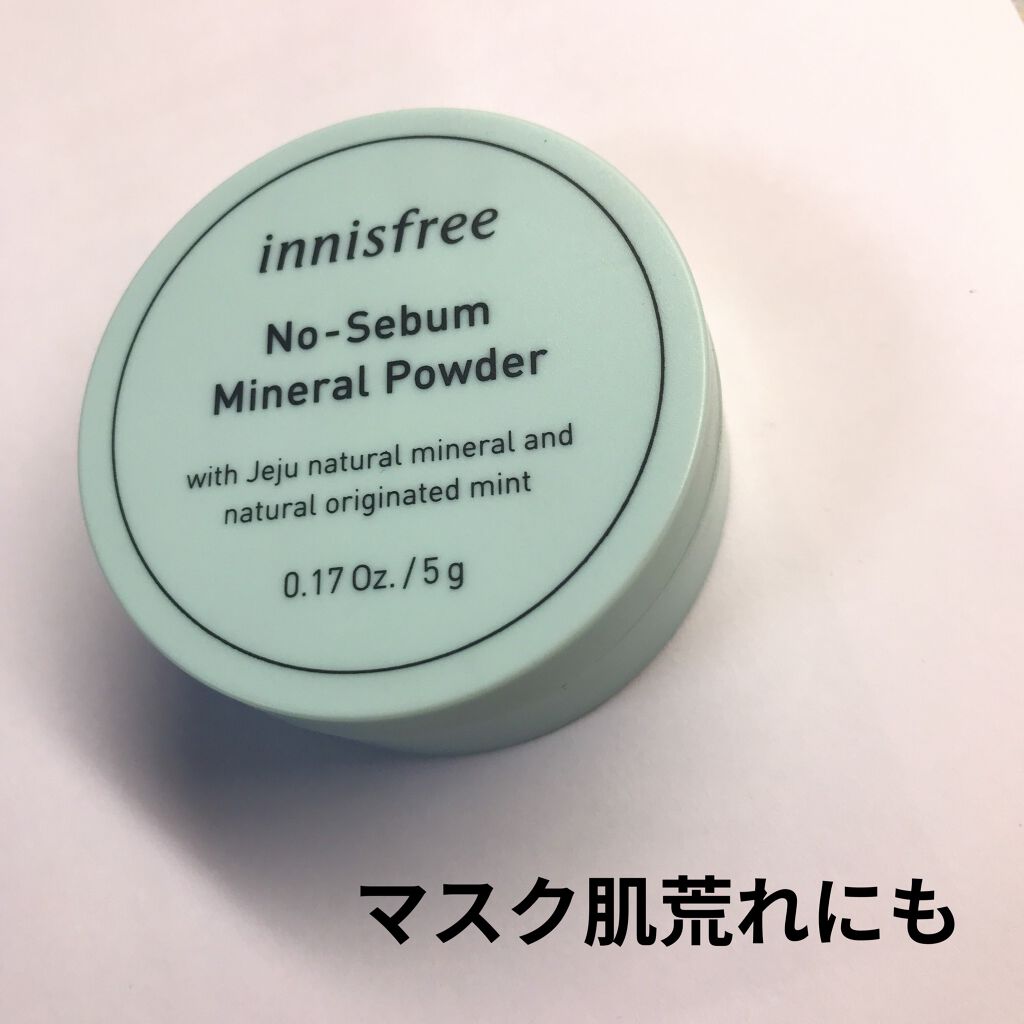 innisfree
No-Sebum
Mineral Powder
with Jeju natural mineral and
natural originated mint
0.17 Oz. / 5 g
マスク肌荒れにも